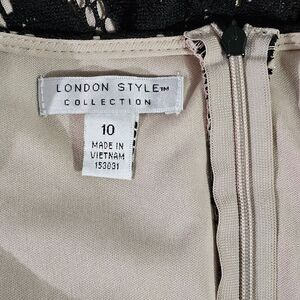 LONDON STYLE™
COLLECTION
10
MADE IN
VIETNAM
153031